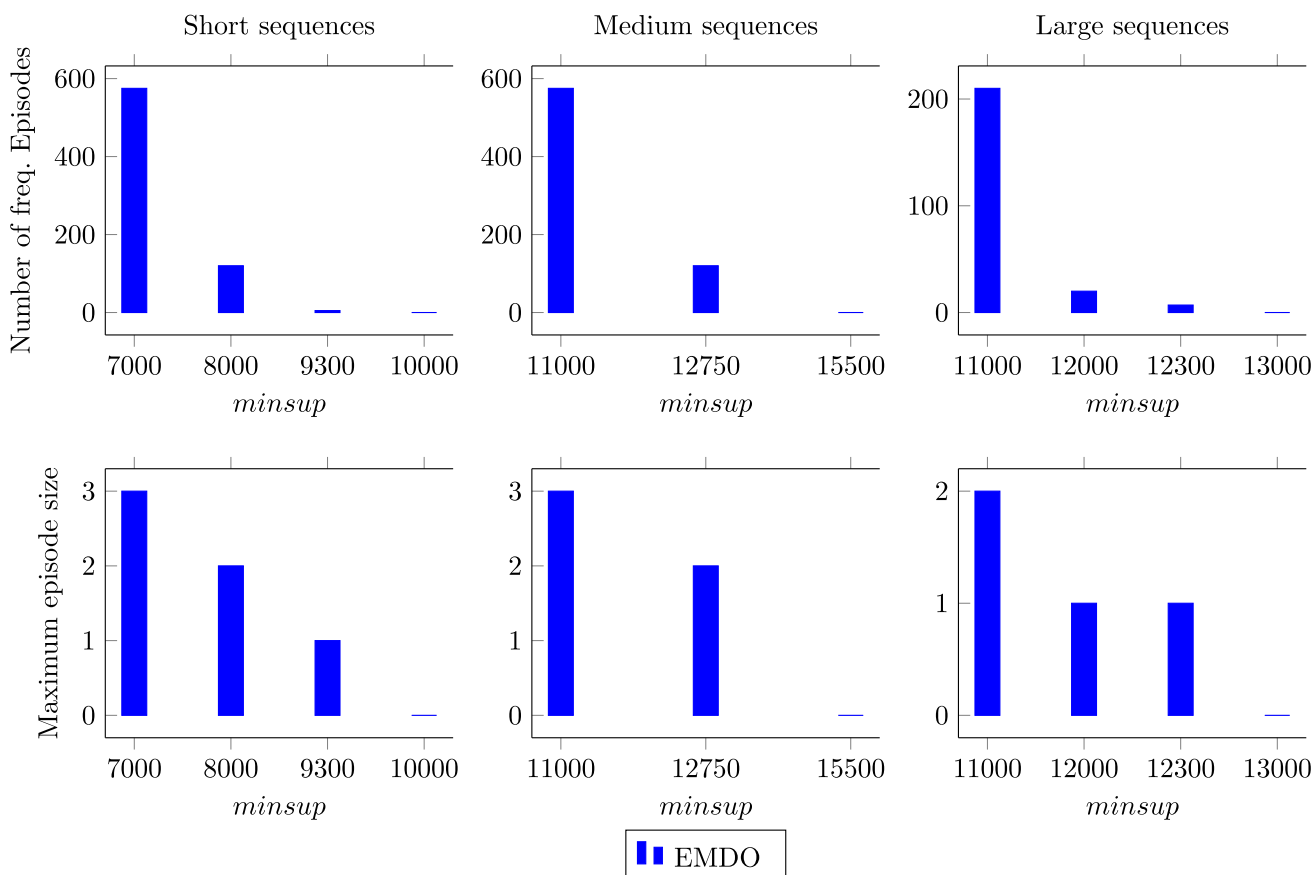 Short sequences
Medium sequences
Large sequences
Number of freq. Episodes
600
400
200
0
7000 8000 9300 10000
minsup
600
400
200
0
11000 12750 15500
minsup
200
100
0
11000 12000 12300 13000
minsup
Maximum episode size
3
2
1
0
7000 8000 9300 10000
minsup
3
2
1
0
11000 12750 15500
minsup
2
1
0
11000 12000 12300 13000
minsup
EMDO